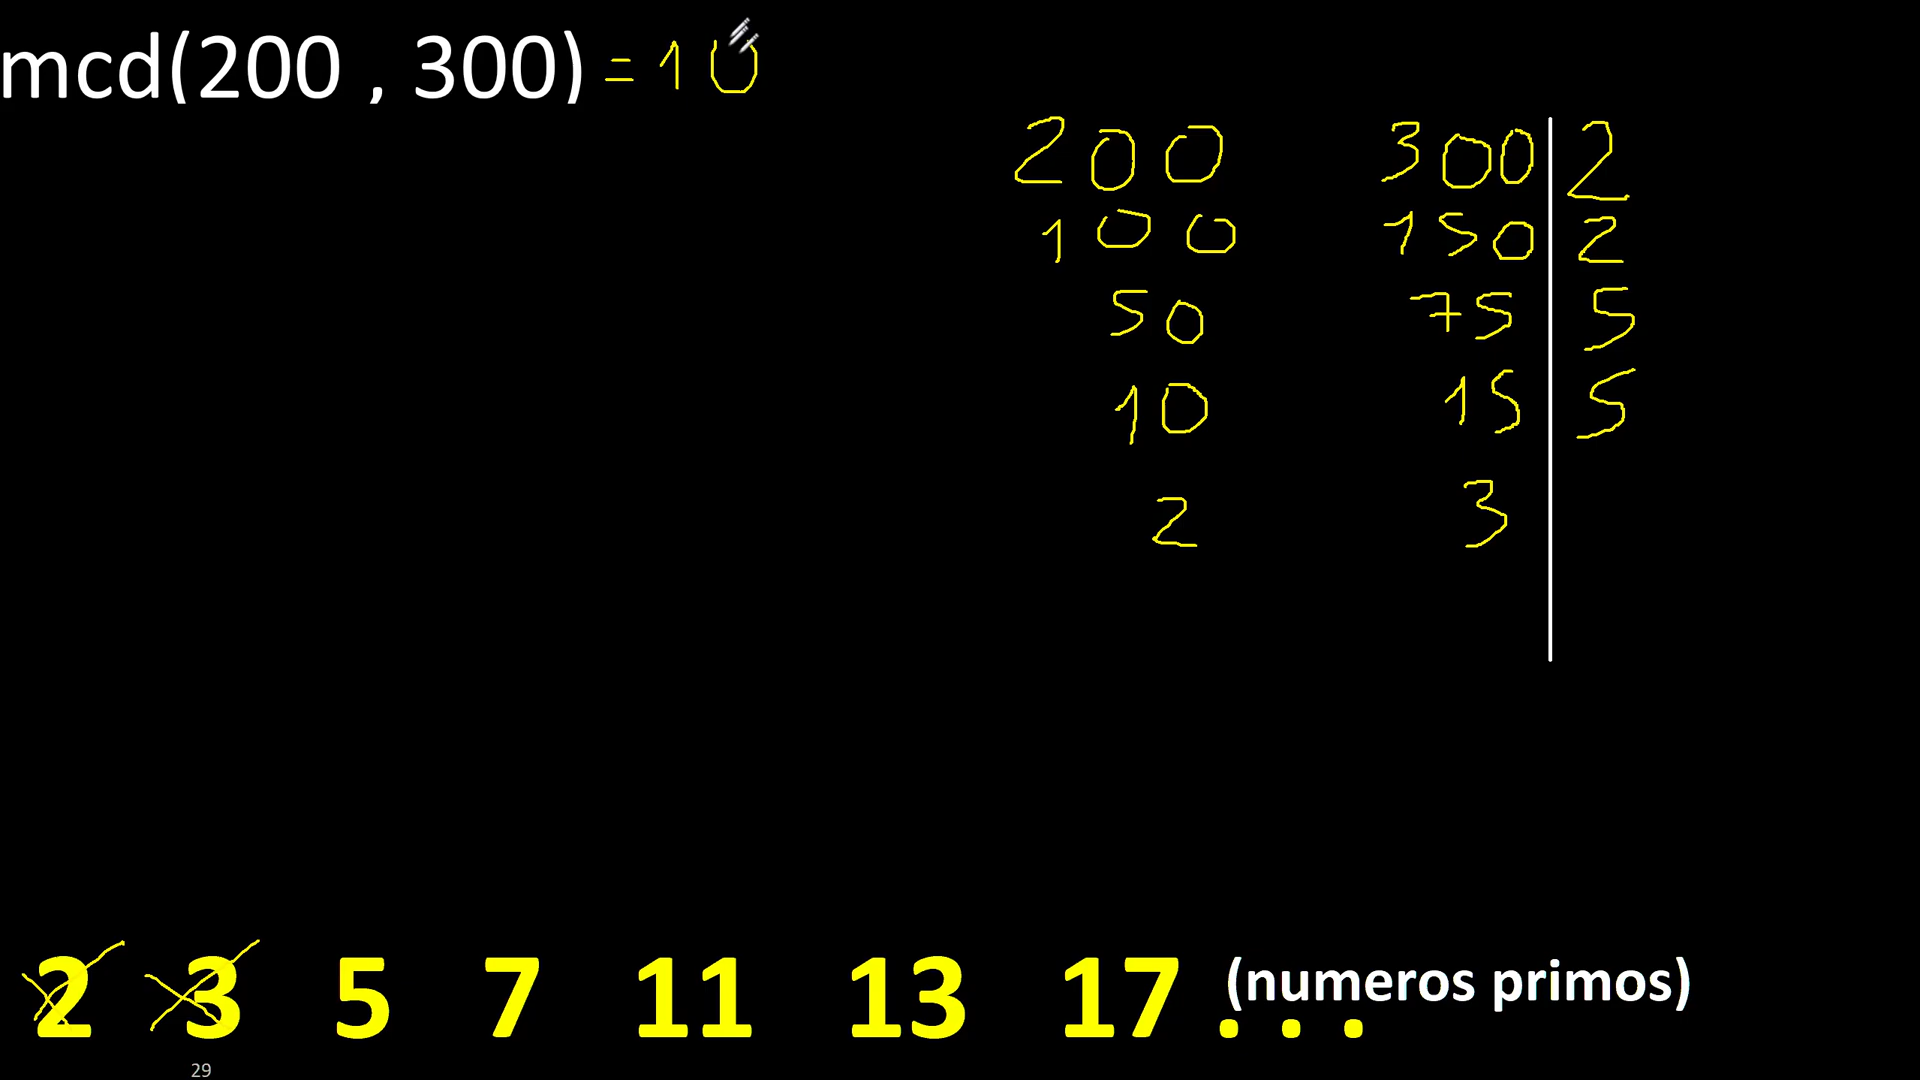 mcd(200 , 300) = 10
200 300 2
100 150 2
50 75 5
10 15 5
2 3
2 3 5 7 11 13 17 . . . (numeros primos)
29